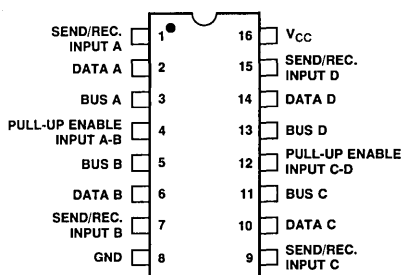 SEND/REC.
INPUT A
1
16
VCC
DATA A
2
15
SEND/REC.
INPUT D
BUS A
3
14
DATA D
PULL-UP ENABLE
INPUT A-B
4
13
BUS D
BUS B
5
12
PULL-UP ENABLE
INPUT C-D
DATA B
6
11
BUS C
SEND/REC.
INPUT B
7
10
DATA C
GND
8
9
SEND/REC.
INPUT C